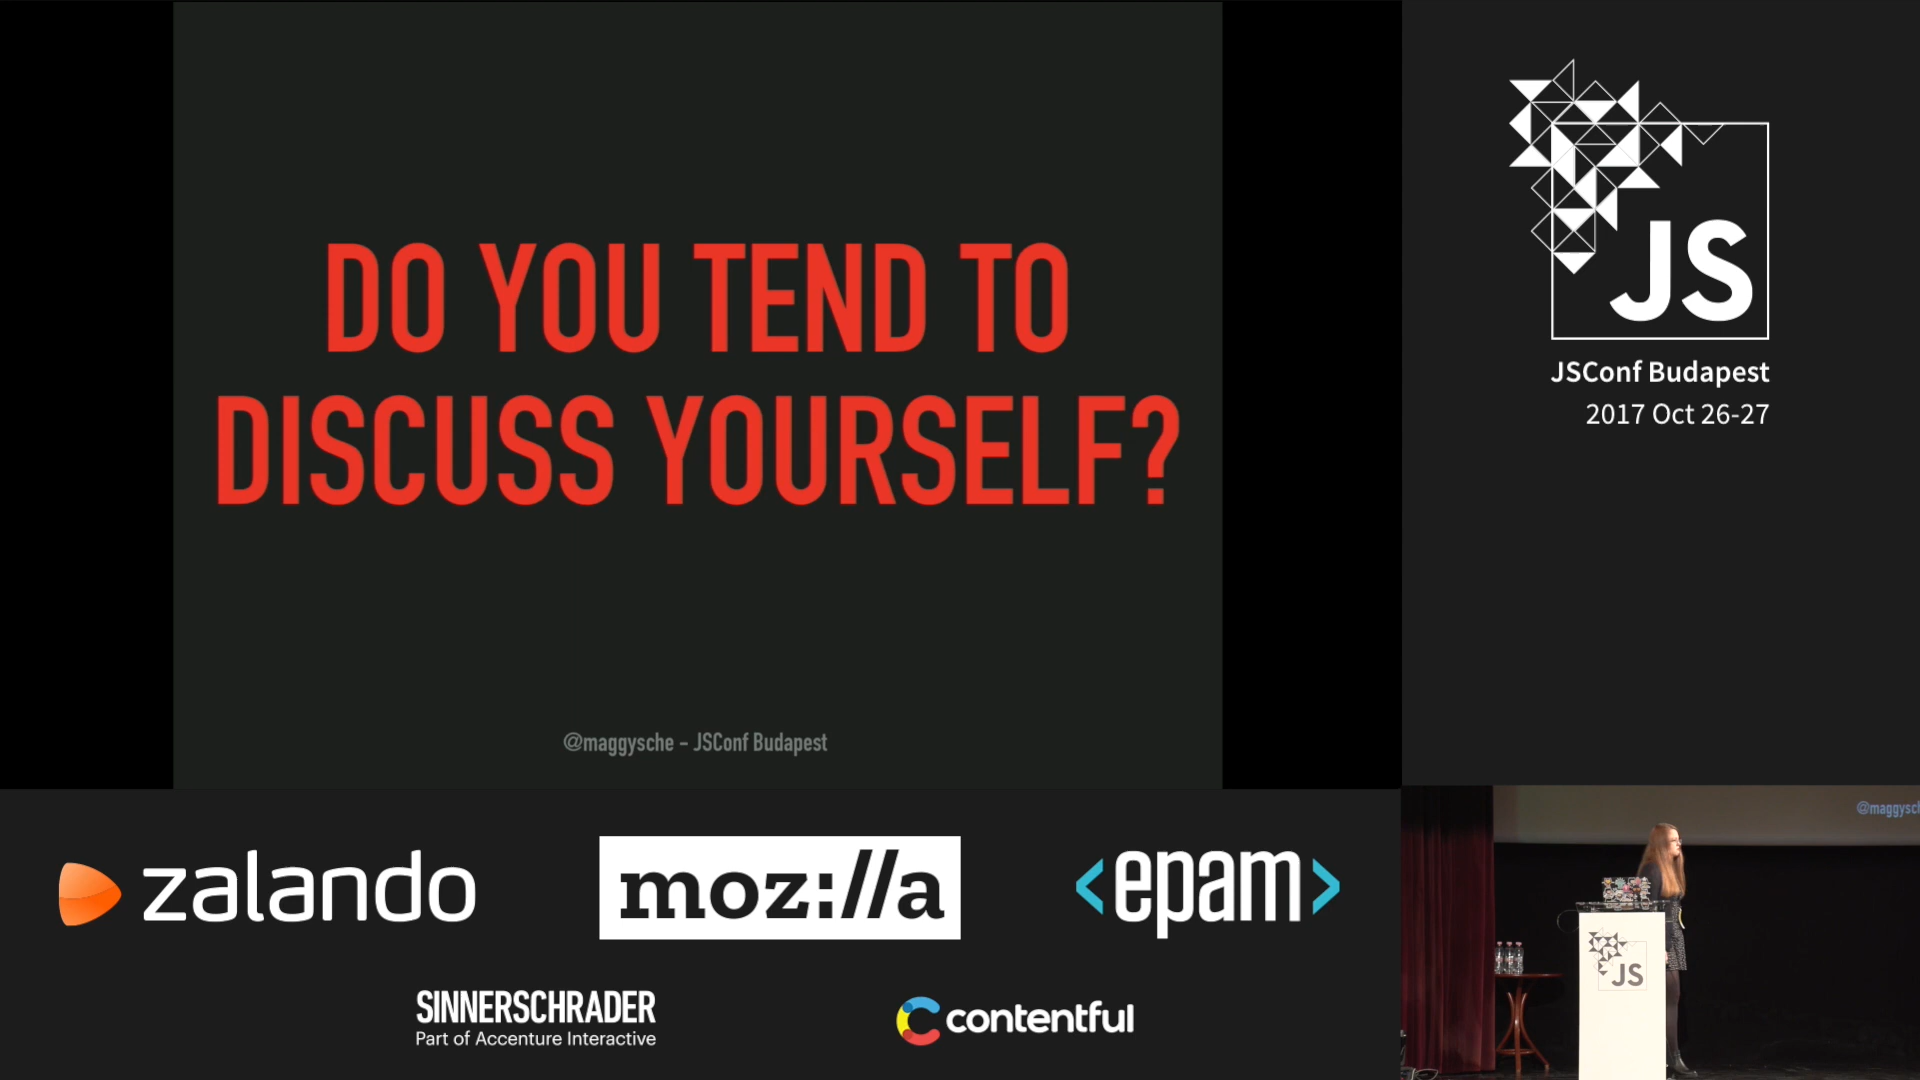 DO YOU TEND TO
DISCUSS YOURSELF?
@maggysche - JSConf Budapest
JS
JSConf Budapest
2017 Oct 26-27
zalando
moz://a
<epam>
SINNERSCHRADER
Part of Accenture Interactive
contentful
@maggysch
JS